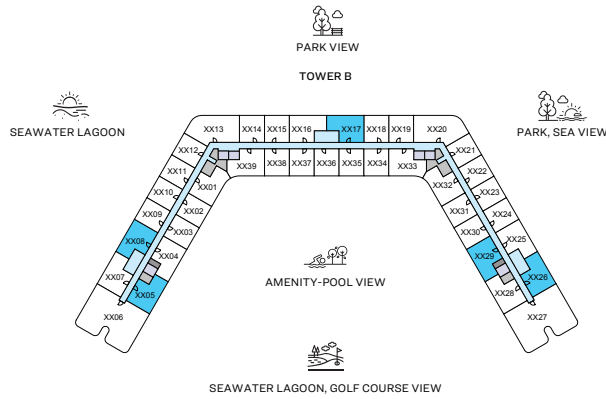 PARK VIEW
TOWER B
SEAWATER LAGOON
PARK, SEA VIEW
XX13
XX14
XX15
XX16
XX17
XX18
XX19
XX20
XX12
XX39
XX38
XX37
XX36
XX35
XX34
XX33
XX21
XX11
XX01
XX32
XX22
XX10
XX02
XX31
XX23
XX09
XX03
XX30
XX24
XX08
XX04
XX29
XX25
XX07
XX05
XX28
XX26
XX06
XX27
AMENITY-POOL VIEW
SEAWATER LAGOON, GOLF COURSE VIEW